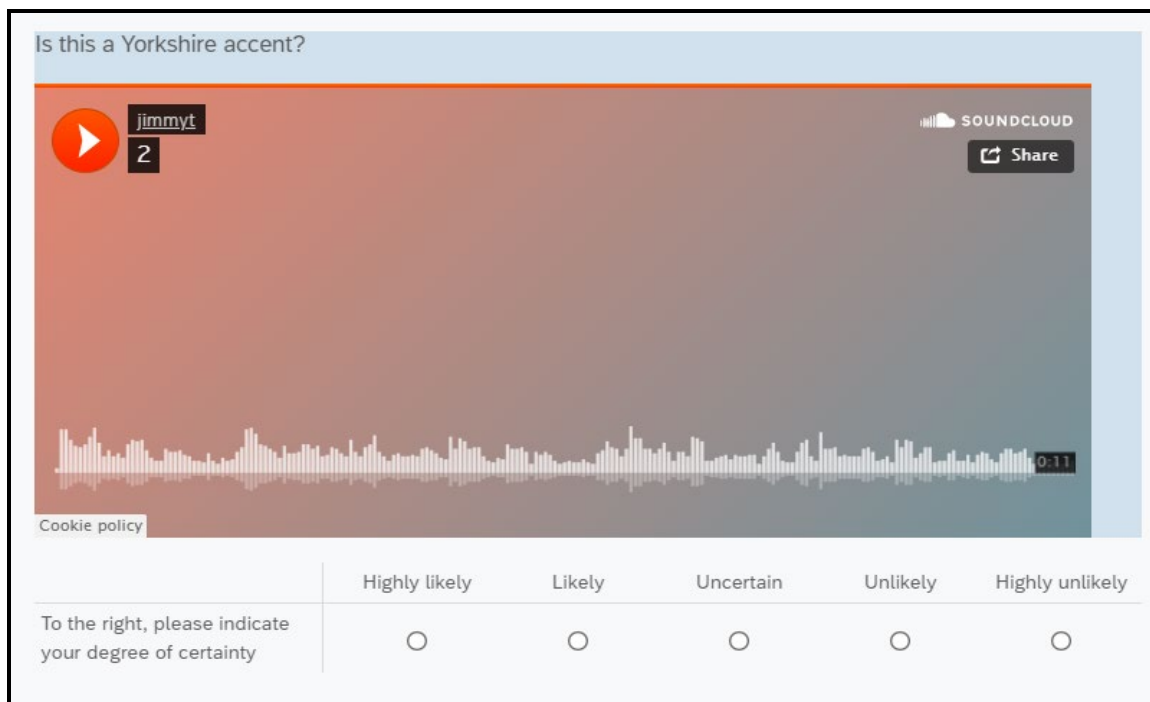 Is this a Yorkshire accent?
jimmyt
SOUNDCLOUD
2
Share
0:11
Cookie policy
Highly likely Likely Uncertain Unlikely Highly unlikely
To the right, please indicate
your degree of certainty